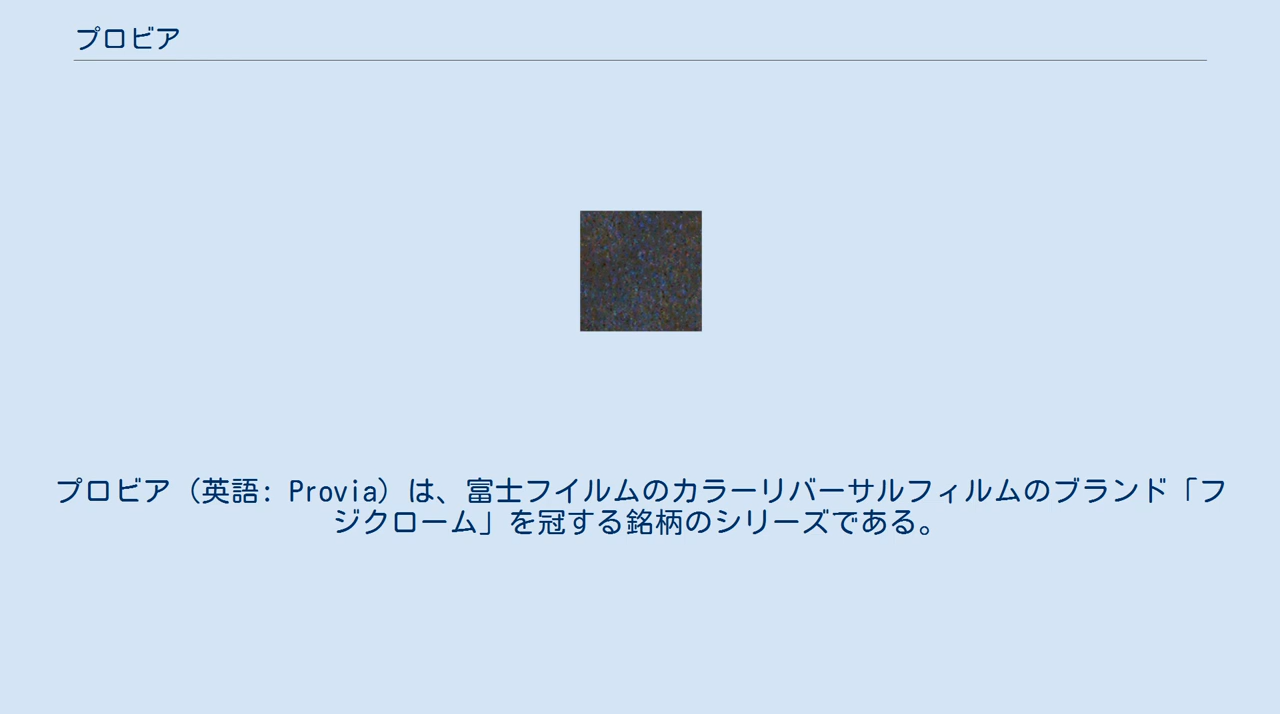 プロビア
プロビア（英語: Provia）は、富士フイルムのカラーリバーサルフィルムのブランド「フ
ジクローム」を冠する銘柄のシリーズである。